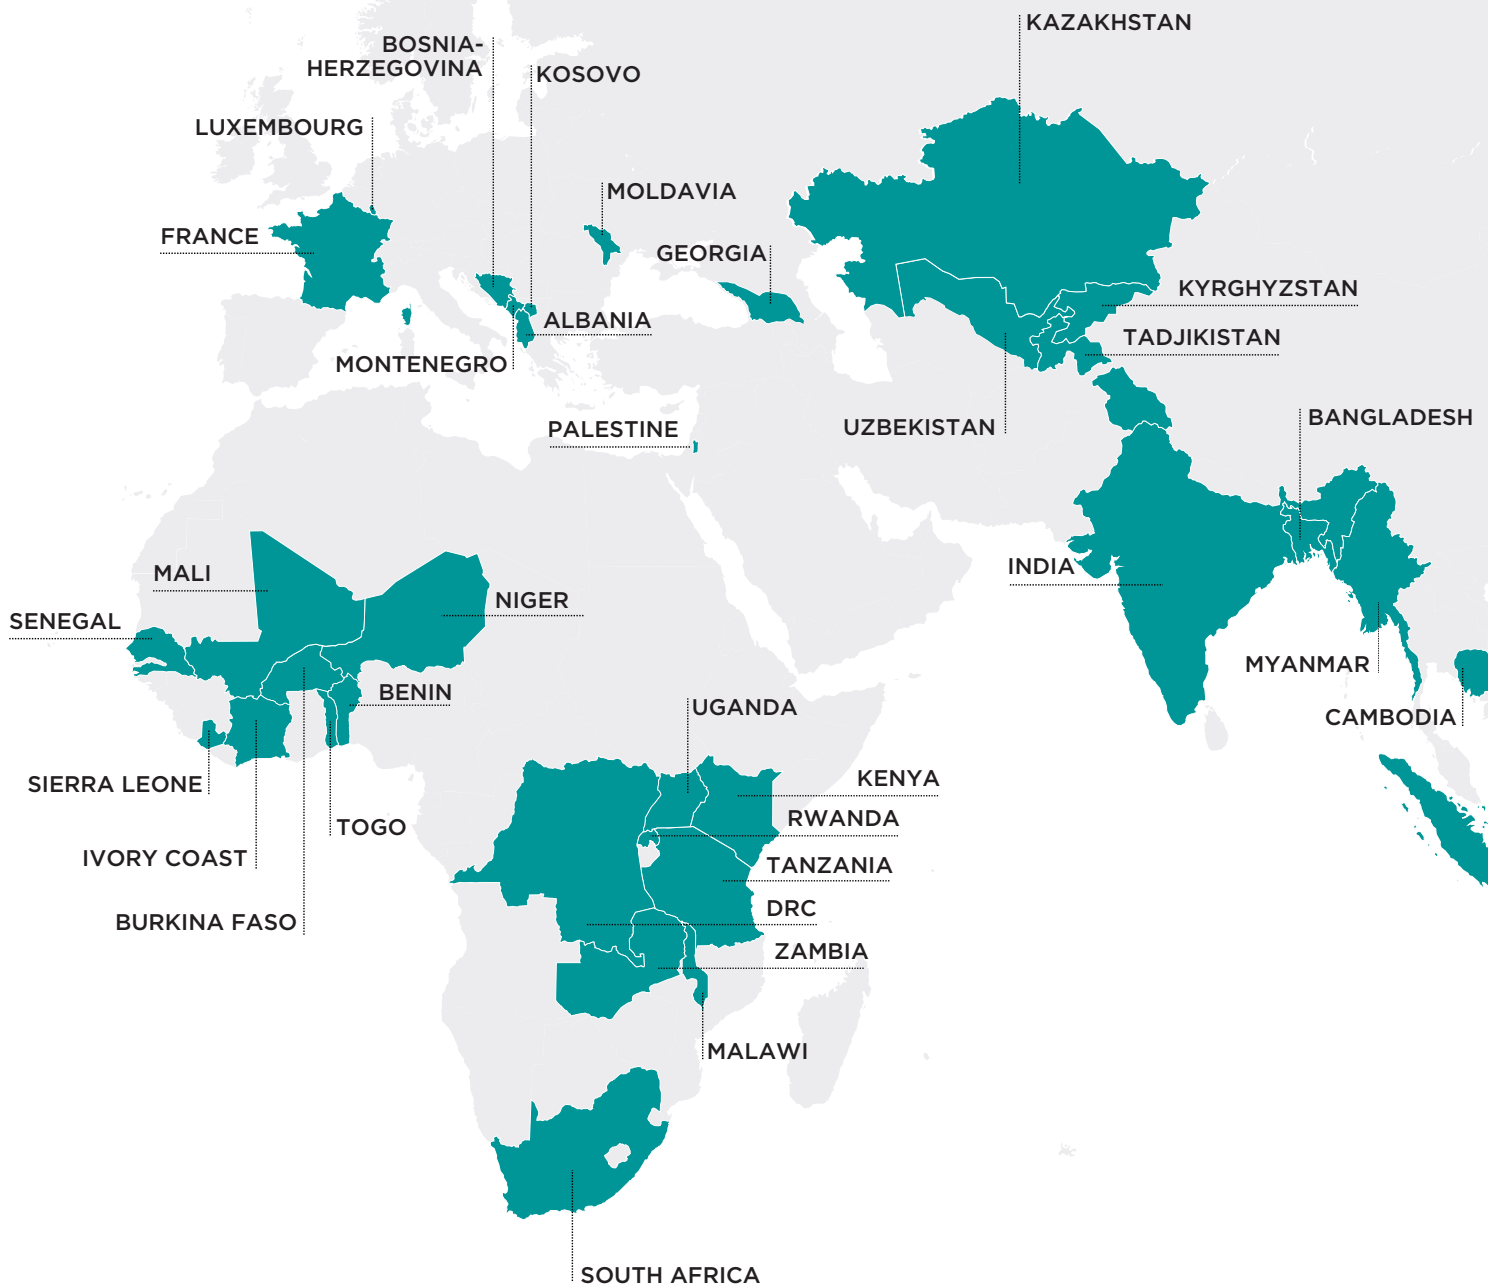 KAZAKHSTAN
BOSNIA-
HERZEGOVINA
KOSOVO
LUXEMBOURG
MOLDAVIA
FRANCE
GEORGIA
KYRGHYZSTAN
ALBANIA
TADJIKISTAN
MONTENEGRO
BANGLADESH
UZBEKISTAN
PALESTINE
INDIA
MALI
NIGER
SENEGAL
MYANMAR
BENIN
UGANDA
CAMBODIA
KENYA
SIERRA LEONE
RWANDA
TOGO
IVORY COAST
TANZANIA
DRC
BURKINA FASO
ZAMBIA
MALAWI
SOUTH AFRICA